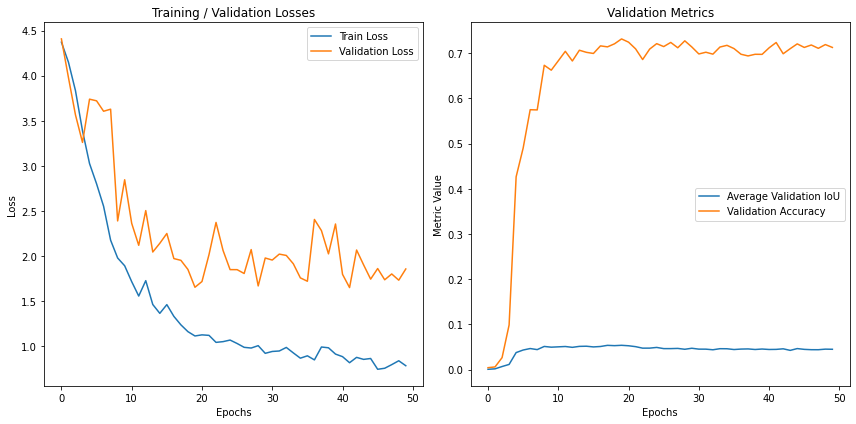 Training / Validation Losses
4.5
4.0
3.5
3.0
2.5
2.0
1.5
1.0
Loss
0
10
20
30
40
50
Epochs
Train Loss
Validation Loss
Validation Metrics
0.7
0.6
0.5
0.4
0.3
0.2
0.1
0.0
Metric Value
0
10
20
30
40
50
Epochs
Average Validation IoU
Validation Accuracy